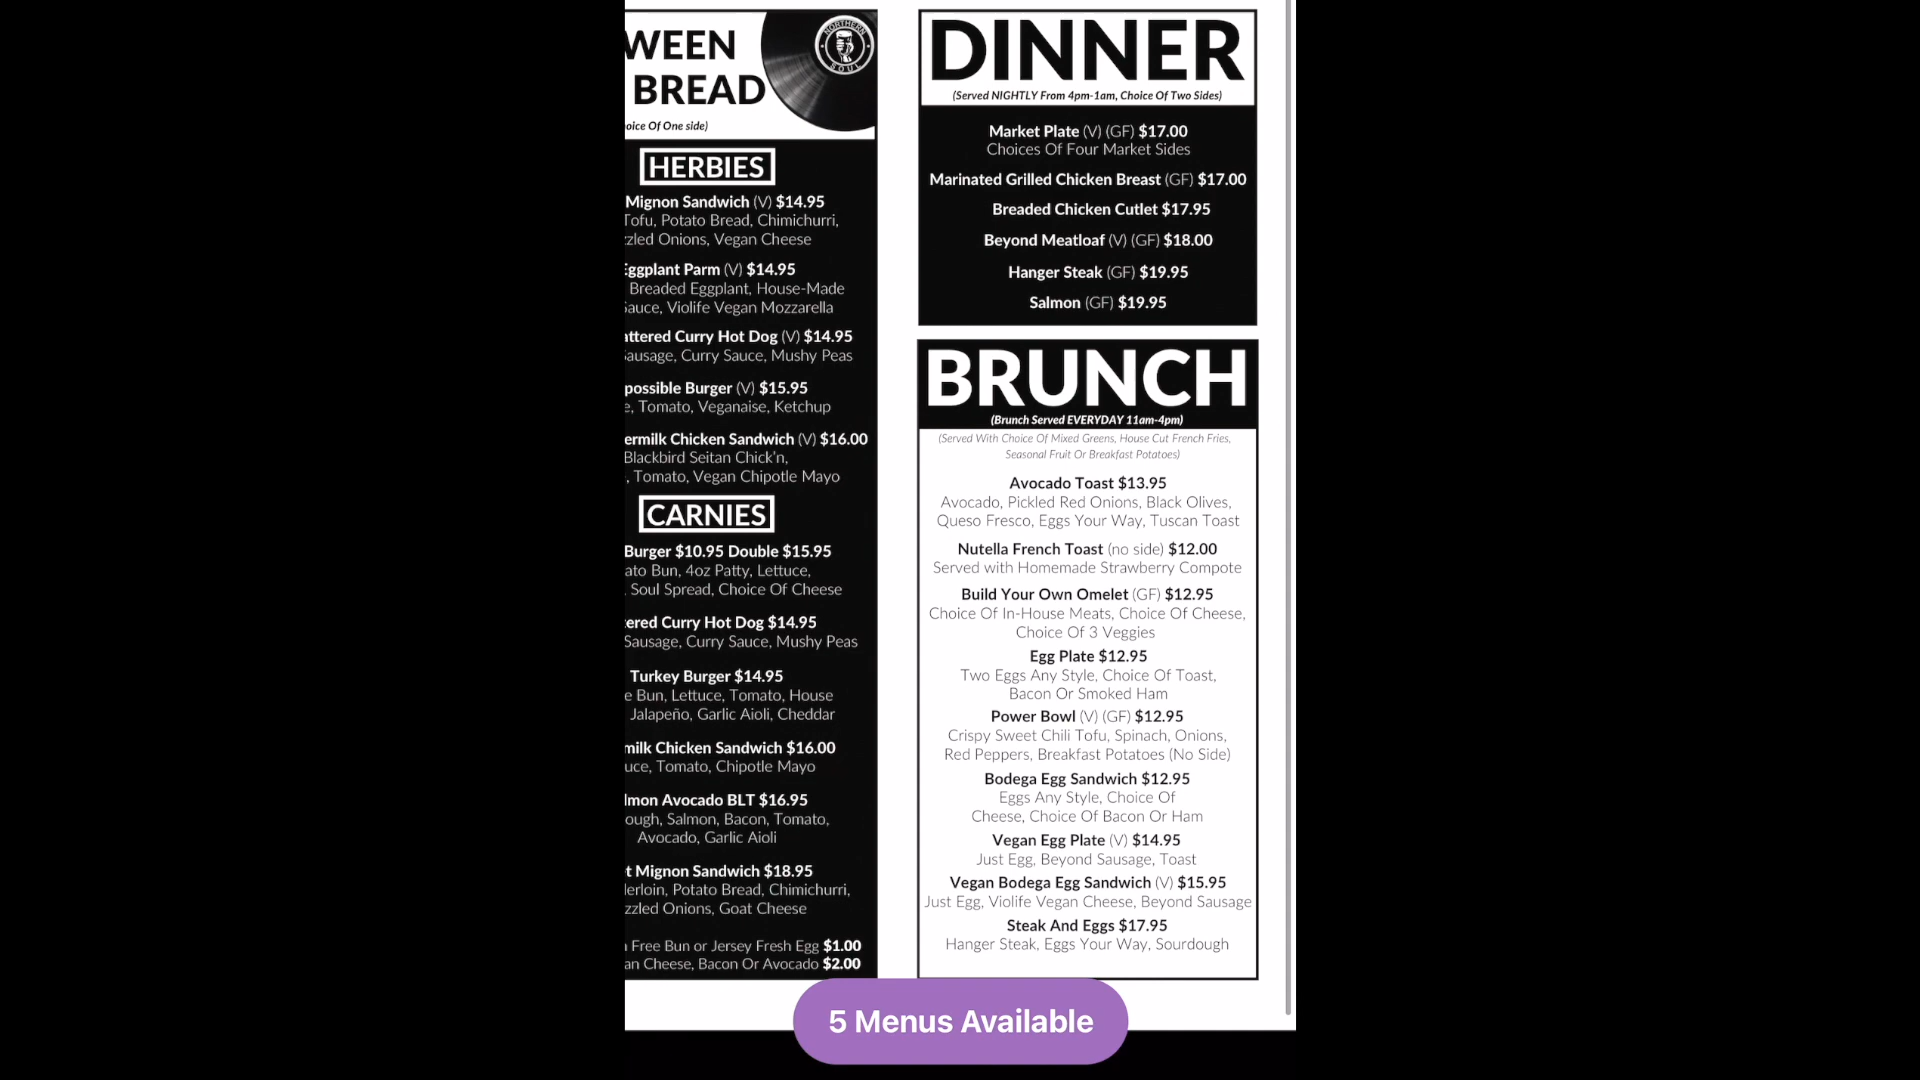 WEEN
BREAD
oice Of One side)
NORTHERN
SOUL
HERBIES
Mignon Sandwich (V) $14.95
Tofu, Potato Bread, Chimichurri,
zled Onions, Vegan Cheese
Eggplant Parm (V) $14.95
Breaded Eggplant, House-Made
Sauce, Violife Vegan Mozzarella
attered Curry Hot Dog (V) $14.95
Sausage, Curry Sauce, Mushy Peas
possible Burger (V) $15.95
e, Tomato, Veganaise, Ketchup
ermilk Chicken Sandwich (V) $16.00
Blackbird Seitan Chick'n,
, Tomato, Vegan Chipotle Mayo
CARNIES
Burger $10.95 Double $15.95
ato Bun, 4oz Patty, Lettuce,
Soul Spread, Choice Of Cheese
ered Curry Hot Dog $14.95
Sausage, Curry Sauce, Mushy Peas
Turkey Burger $14.95
e Bun, Lettuce, Tomato, House
Jalapeño, Garlic Aioli, Cheddar
milk Chicken Sandwich $16.00
uce, Tomato, Chipotle Mayo
lmon Avocado BLT $16.95
ough, Salmon, Bacon, Tomato,
Avocado, Garlic Aioli
t Mignon Sandwich $18.95
lerloin, Potato Bread, Chimichurri,
zzled Onions, Goat Cheese
Free Bun or Jersey Fresh Egg $1.00
an Cheese, Bacon Or Avocado $2.00
DINNER
(Served NIGHTLY From 4pm-1am, Choice Of Two Sides)
Market Plate (V) (GF) $17.00
Choices Of Four Market Sides
Marinated Grilled Chicken Breast (GF) $17.00
Breaded Chicken Cutlet $17.95
Beyond Meatloaf (V) (GF) $18.00
Hanger Steak (GF) $19.95
Salmon (GF) $19.95
BRUNCH
(Brunch Served EVERYDAY 11am-4pm)
(Served With Choice Of Mixed Greens, House Cut French Fries,
Seasonal Fruit Or Breakfast Potatoes)
Avocado Toast $13.95
Avocado, Pickled Red Onions, Black Olives,
Queso Fresco, Eggs Your Way, Tuscan Toast
Nutella French Toast (no side) $12.00
Served with Homemade Strawberry Compote
Build Your Own Omelet (GF) $12.95
Choice Of In-House Meats, Choice Of Cheese,
Choice Of 3 Veggies
Egg Plate $12.95
Two Eggs Any Style, Choice Of Toast,
Bacon Or Smoked Ham
Power Bowl (V) (GF) $12.95
Crispy Sweet Chili Tofu, Spinach, Onions,
Red Peppers, Breakfast Potatoes (No Side)
Bodega Egg Sandwich $12.95
Eggs Any Style, Choice Of
Cheese, Choice Of Bacon Or Ham
Vegan Egg Plate (V) $14.95
Just Egg, Beyond Sausage, Toast
Vegan Bodega Egg Sandwich (V) $15.95
Just Egg, Violife Vegan Cheese, Beyond Sausage
Steak And Eggs $17.95
Hanger Steak, Eggs Your Way, Sourdough
5 Menus Available